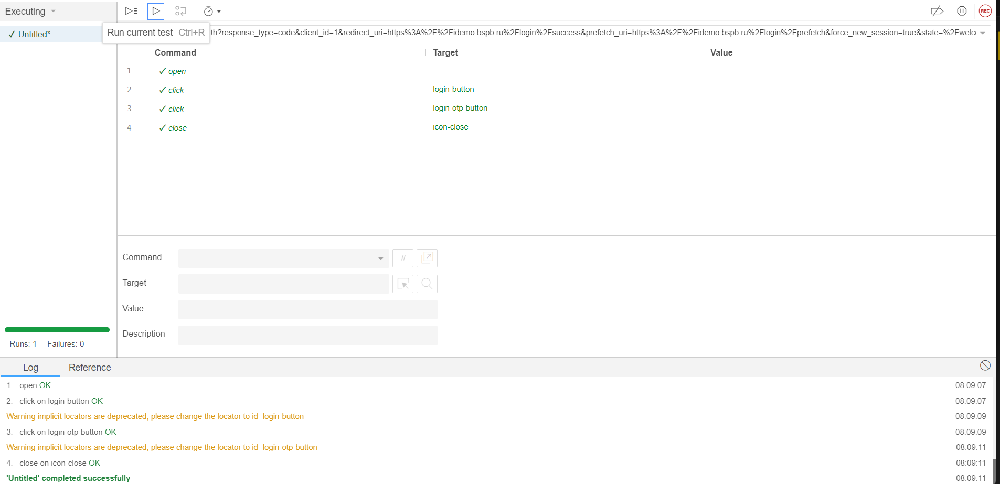 Executing
REC
✓ Untitled*
Run current test Ctrl+R
uth?response_type=code&client_id=1&redirect_uri=https%3A%2F%2Fidemo.bspb.ru%2Flogin%2Fsuccess&prefetch_uri=https%3A%2F%2Fidemo.bspb.ru%2Flogin%2Fprefetch&force_new_session=true&state=%2Fwelc
Command Target Value
1 ✓ open
2 ✓ click login-button
3 ✓ click login-otp-button
4 ✓ close icon-close
Command
//
Target
Value
Description
Runs: 1 Failures: 0
Log Reference
1. open OK 08:09:07
2. click on login-button OK 08:09:07
Warning implicit locators are deprecated, please change the locator to id=login-button 08:09:09
3. click on login-otp-button OK 08:09:09
Warning implicit locators are deprecated, please change the locator to id=login-otp-button 08:09:11
4. close on icon-close OK 08:09:11
'Untitled' completed successfully 08:09:11